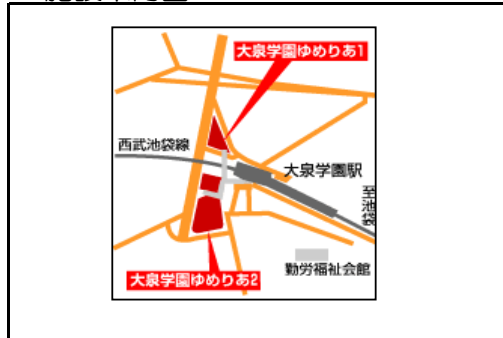 大泉学園ゆめりあ1
西武池袋線
大泉学園駅
至池袋
勤労福祉会館
大泉学園ゆめりあ2